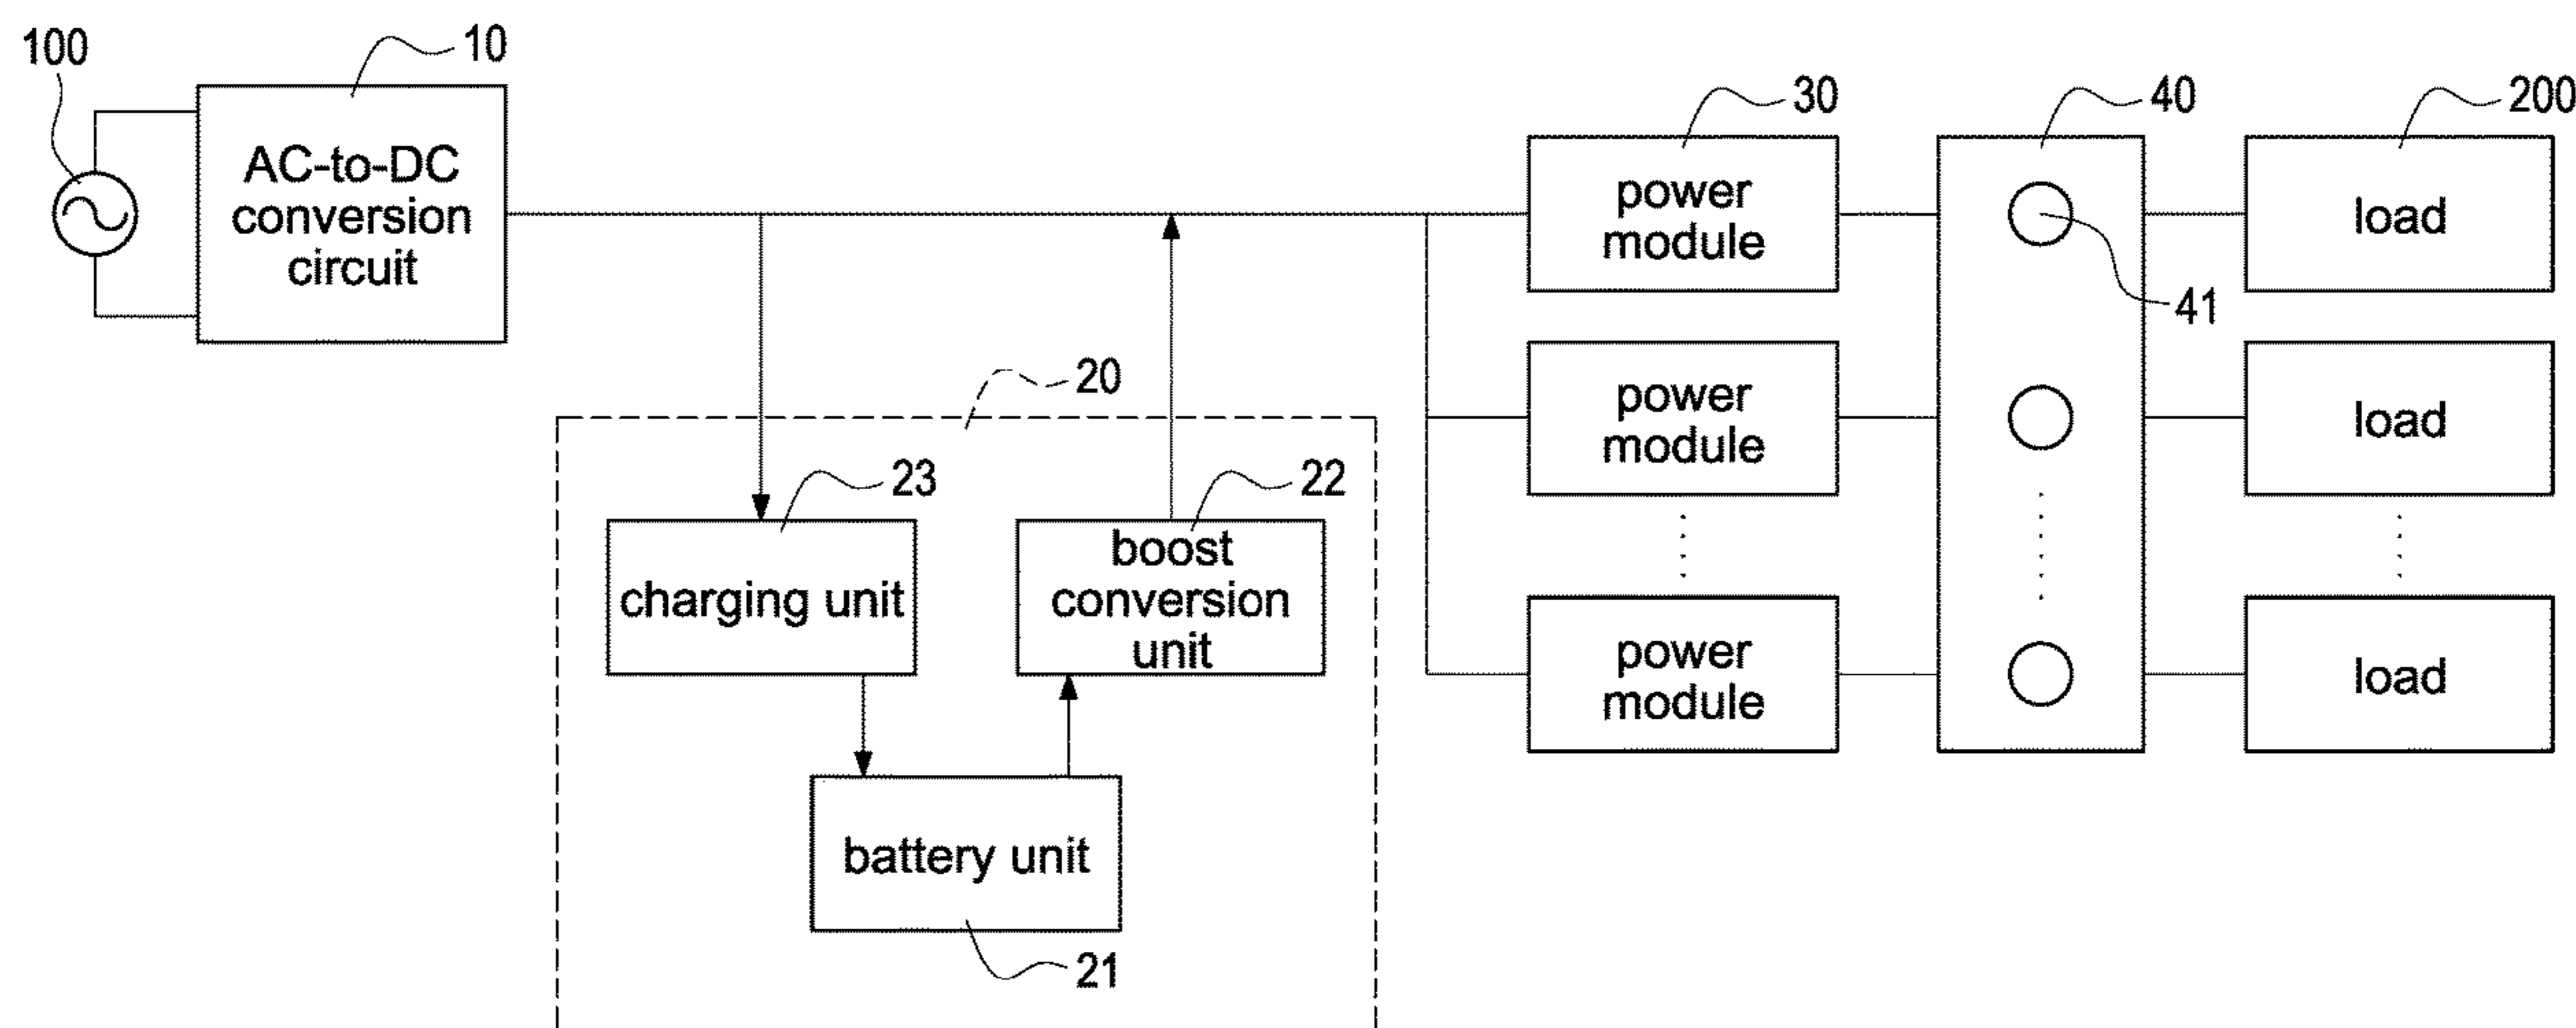 100
10
AC-to-DC
conversion
circuit
30
power
module
40
41
200
load
20
power
module
load
23
charging unit
22
boost
conversion
unit
power
module
load
battery unit
21